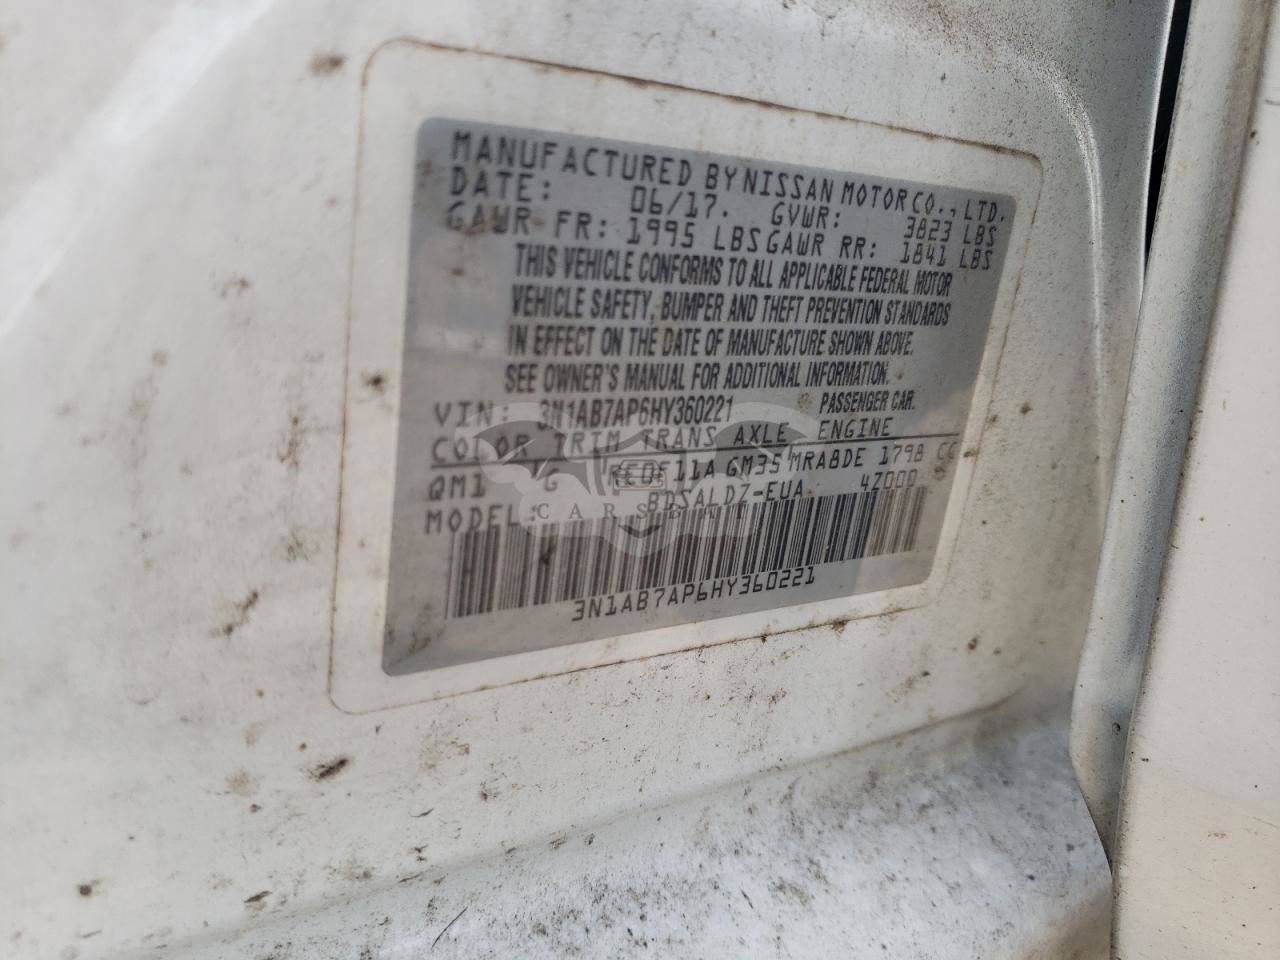 MANUFACTURED BY NISSAN MOTOR CO., LTD.
DATE: 06/17. GVWR: 3823 LBS
GAWR FR: 1995 LBS GAWR RR: 1841 LBS
THIS VEHICLE CONFORMS TO ALL APPLICABLE FEDERAL MOTOR
VEHICLE SAFETY, BUMPER AND THEFT PREVENTION STANDARDS
IN EFFECT ON THE DATE OF MANUFACTURE SHOWN ABOVE.
SEE OWNER'S MANUAL FOR ADDITIONAL INFORMATION.
VIN: 3N1AB7AP6HY360221 PASSENGER CAR.
COLOR TRIM TRANS AXLE ENGINE
QM1 G RE0F11A GM35 MRA8DE 1798 CC
MODEL: BDSALDZ-EUA 42000
3N1AB7AP6HY360221